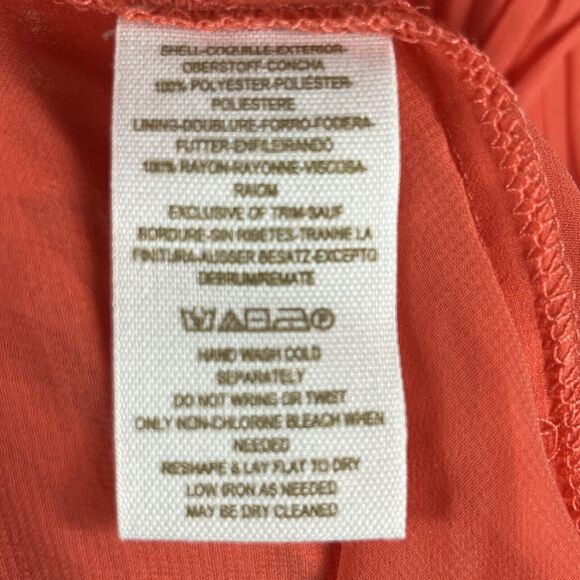 SHELL-COQUILLE-EXTERIOR-
OBERSTOFF-CONCHA
100% POLYESTER-POLIÉSTER-
POLIESTERE
LINING-DOUBLURE-FORRO-FODERA-
FUTTER-ENFILEIRANDO
100% RAYON-RAYONNE-VISCOSA-
RAIOM
EXCLUSIVE OF TRIM-SAUF
BORDURE-SIN RIBETES-TRANNE LA
FINITURA-AUSSER BESATZ-EXCEPTO
DEBRUM/REMATE
HAND WASH COLD
SEPARATELY
DO NOT WRING OR TWIST
ONLY NON-CHLORINE BLEACH WHEN
NEEDED
RESHAPE & LAY FLAT TO DRY
LOW IRON AS NEEDED
MAY BE DRY CLEANED